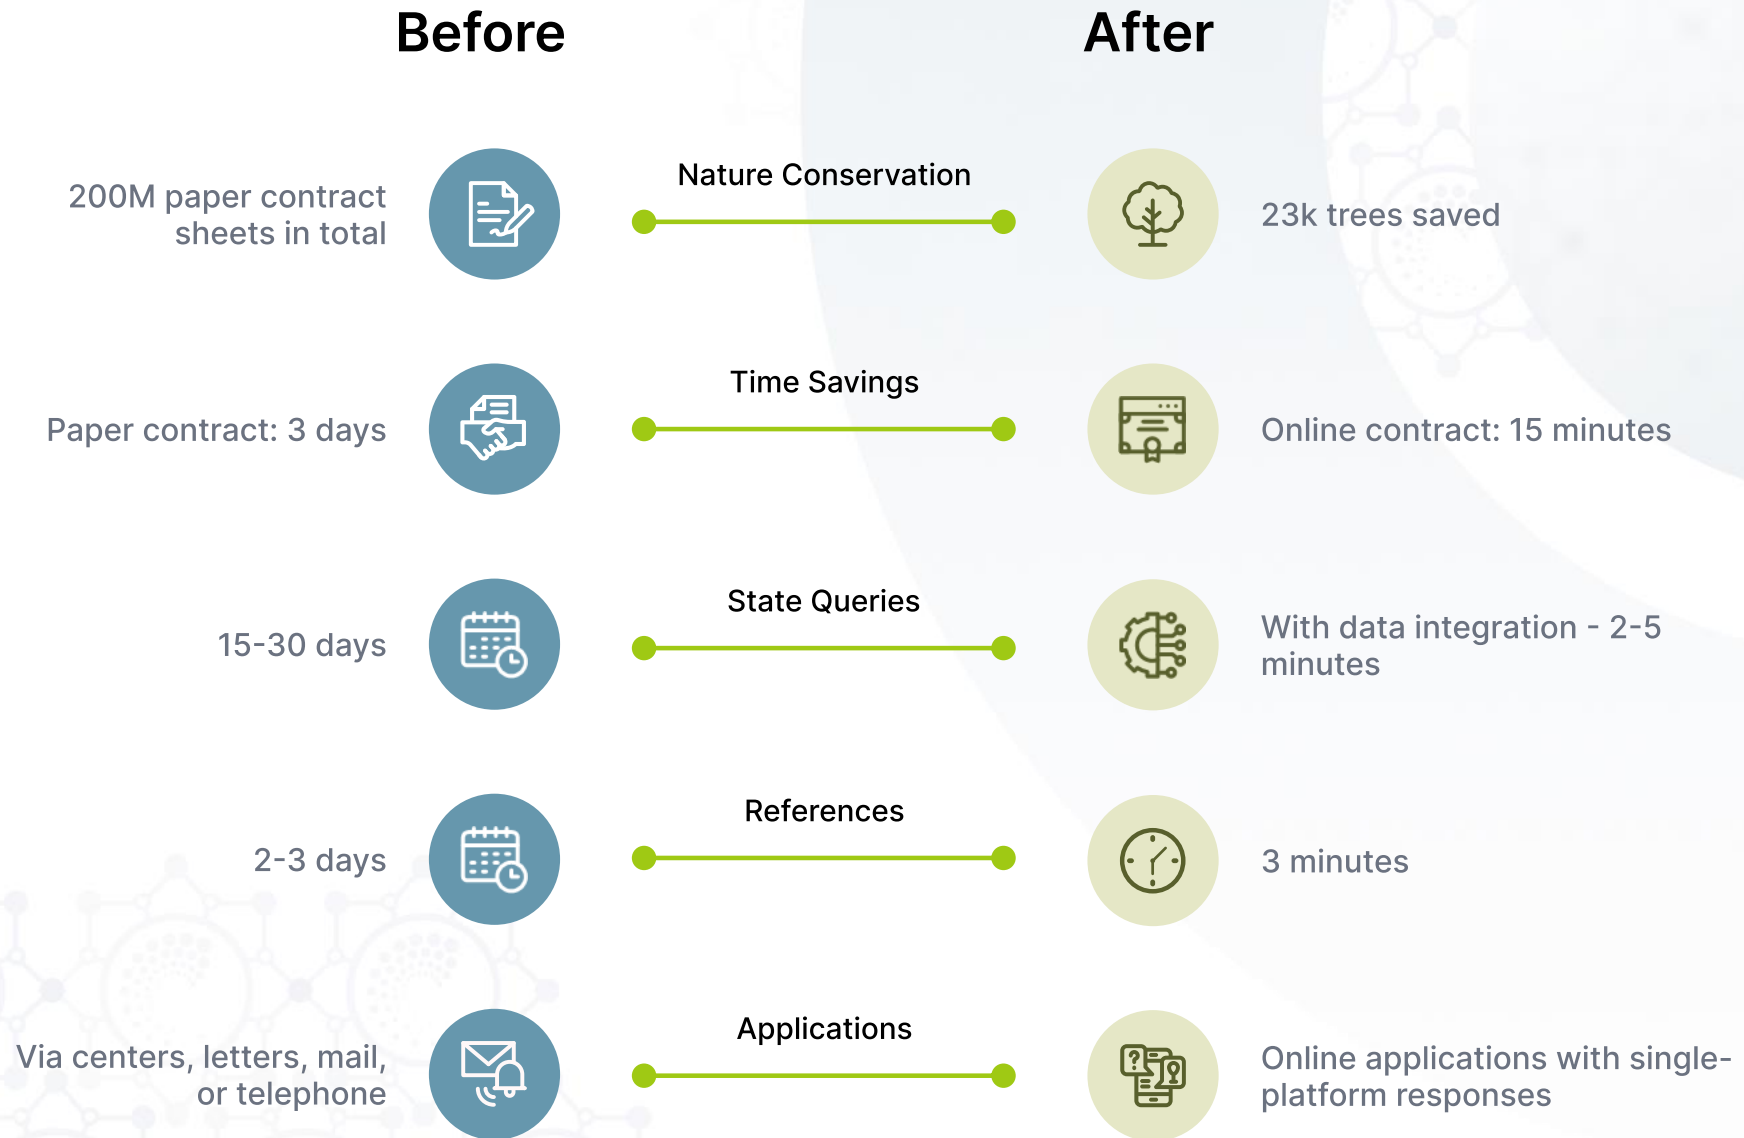 Before
After
Nature Conservation
200M paper contract
sheets in total
23k trees saved
Time Savings
Paper contract: 3 days
Online contract: 15 minutes
State Queries
15-30 days
With data integration - 2-5
minutes
References
2-3 days
3 minutes
Applications
Via centers, letters, mail,
or telephone
Online applications with single-
platform responses